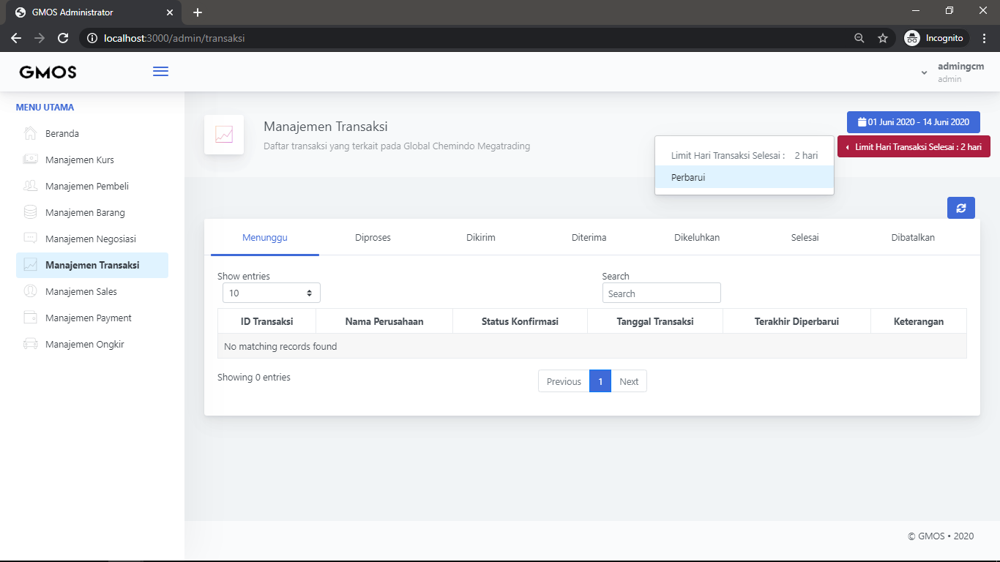 GMOS Administrator
localhost:3000/admin/transaksi
Incognito
GMOS
admingcm
admin
MENU UTAMA
Beranda
Manajemen Kurs
Manajemen Pembeli
Manajemen Barang
Manajemen Negosiasi
Manajemen Transaksi
Manajemen Sales
Manajemen Payment
Manajemen Ongkir
Manajemen Transaksi
Daftar transaksi yang terkait pada Global Chemindo Megatrading
01 Juni 2020 - 14 Juni 2020
Limit Hari Transaksi Selesai : 2 hari
Limit Hari Transaksi Selesai : 2 hari
Perbarui
Menunggu Diproses Dikirim Diterima Dikeluhkan Selesai Dibatalkan
Show entries Search
10 Search
ID Transaksi Nama Perusahaan Status Konfirmasi Tanggal Transaksi Terakhir Diperbarui Keterangan
No matching records found
Showing 0 entries Previous 1 Next
© GMOS • 2020